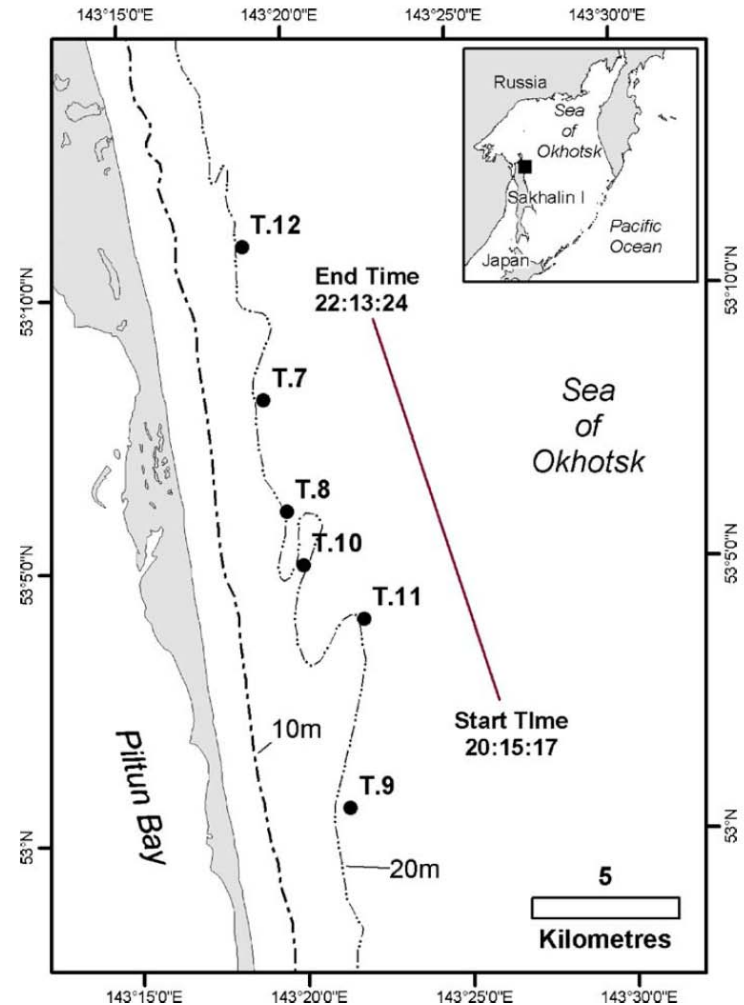 143°15'0"E
143°20'0"E
143°25'0"E
143°30'0"E
Russia
Sea
of
Okhotsk
Sakhalin I
Pacific
Ocean
Japan
T.12
End Time
22:13:24
53°10'0"N
53°10'0"N
T.7
Sea
of
Okhotsk
T.8
T.10
53°5'0"N
53°5'0"N
T.11
Start TIme
20:15:17
10m
Piltun Bay
T.9
53°N
53°N
20m
5
Kilometres
143°15'0"E
143°20'0"E
143°25'0"E
143°30'0"E